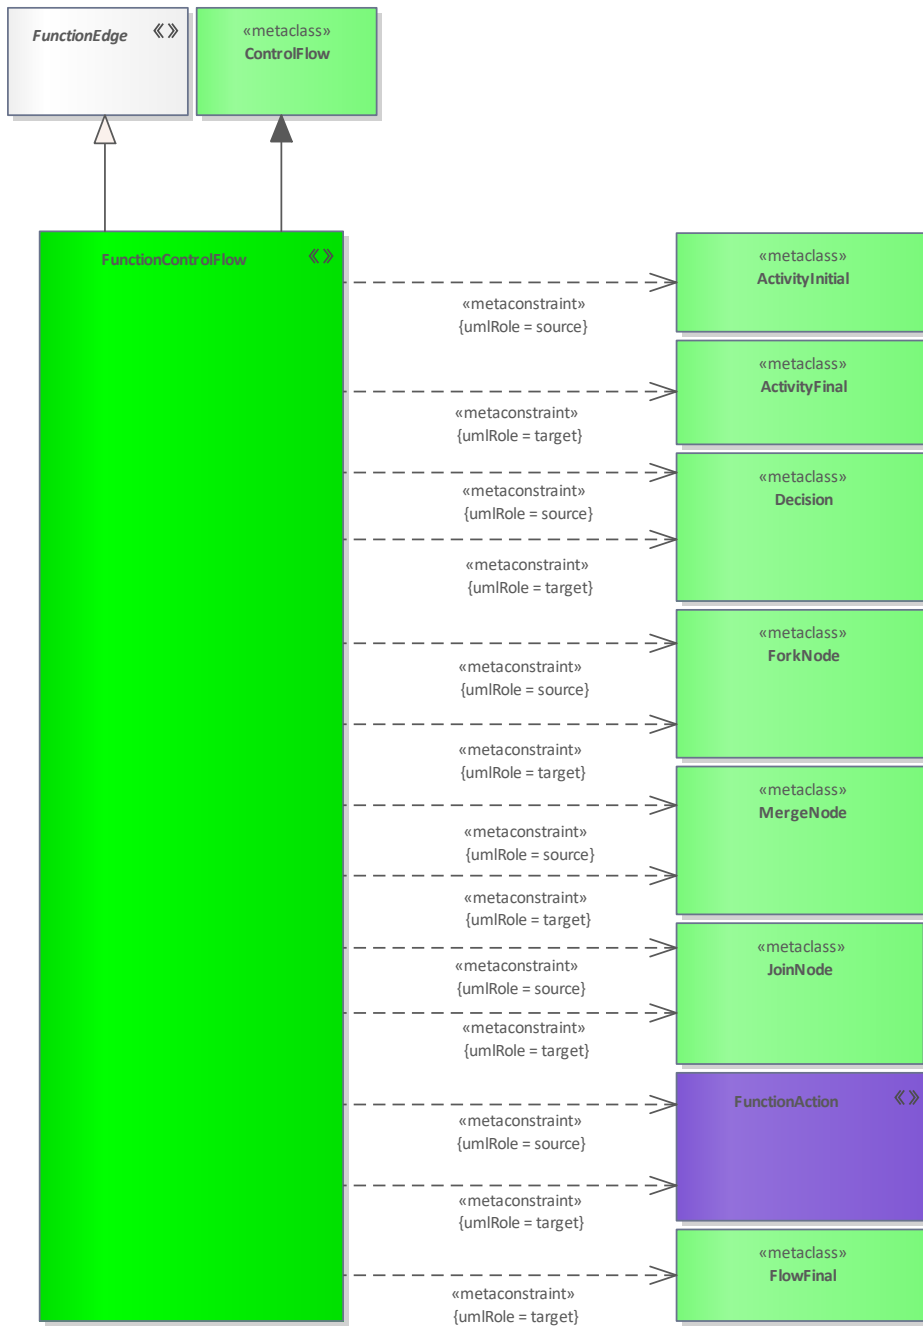 FunctionEdge «»
«metaclass»
ControlFlow
FunctionControlFlow «»
«metaconstraint»
{umlRole = source}
«metaclass»
ActivityInitial
«metaconstraint»
{umlRole = target}
«metaclass»
ActivityFinal
«metaconstraint»
{umlRole = source}
«metaconstraint»
{umlRole = target}
«metaclass»
Decision
«metaconstraint»
{umlRole = source}
«metaconstraint»
{umlRole = target}
«metaclass»
ForkNode
«metaconstraint»
{umlRole = source}
«metaconstraint»
{umlRole = target}
«metaclass»
MergeNode
«metaconstraint»
{umlRole = source}
«metaconstraint»
{umlRole = target}
«metaclass»
JoinNode
«metaconstraint»
{umlRole = source}
«metaconstraint»
{umlRole = target}
FunctionAction «»
«metaconstraint»
{umlRole = target}
«metaclass»
FlowFinal